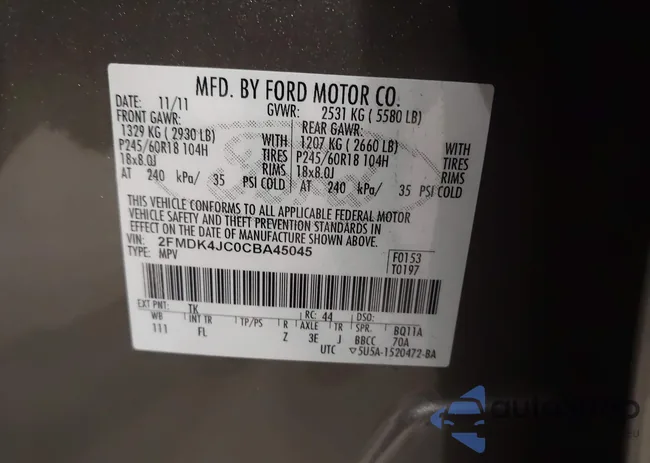 MFD. BY FORD MOTOR CO.
DATE: 11/11 GVWR: 2531 KG ( 5580 LB)
FRONT GAWR: REAR GAWR:
1329 KG ( 2930 LB) WITH 1207 KG ( 2660 LB) WITH
P245/60R18 104H TIRES P245/60R18 104H TIRES
18x8.0J RIMS 18x8.0J RIMS
AT 240 kPa/ 35 PSI COLD AT 240 kPa/ 35 PSI COLD
THIS VEHICLE CONFORMS TO ALL APPLICABLE FEDERAL MOTOR
VEHICLE SAFETY AND THEFT PREVENTION STANDARDS IN
EFFECT ON THE DATE OF MANUFACTURE SHOWN ABOVE.
VIN: 2FMDK4JC0CBA45045 F0153
TYPE: MPV T0197
EXT PNT: TK RC: 44 DSO:
WB INT TR TP/PS R AXLE TR SPR. BQ11A
111 FL Z 3E J BBCC 70A
UTC ▽5U5A-1520472-BA